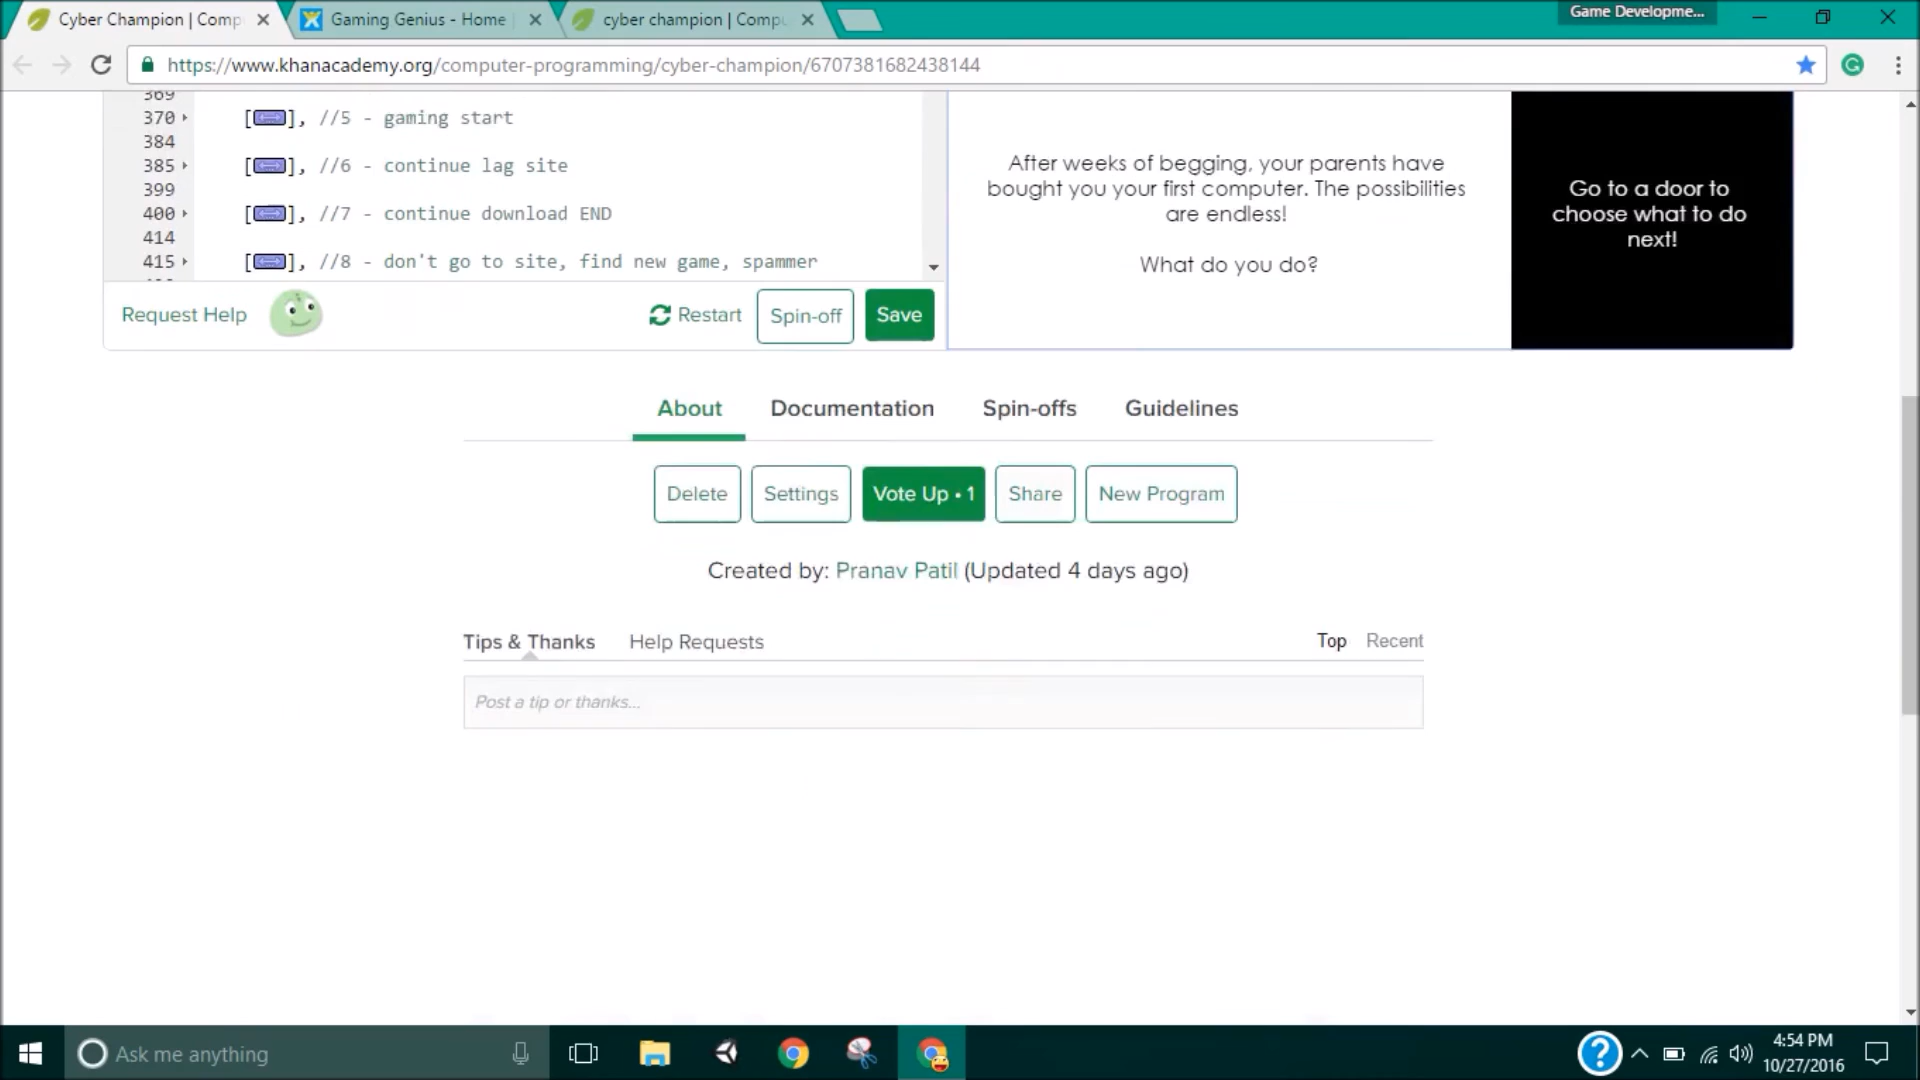 Cyber Champion | Comp
Gaming Genius - Home
cyber champion | Compu
Game Developme...
https://www.khanacademy.org/computer-programming/cyber-champion/6707381682438144
369
370 [ ], //5 - gaming start
384
385 [ ], //6 - continue lag site
399
400 [ ], //7 - continue download END
414
415 [ ], //8 - don't go to site, find new game, spammer
Request Help
Restart
Spin-off
Save
After weeks of begging, your parents have
bought you your first computer. The possibilities
are endless!
What do you do?
Go to a door to
choose what to do
next!
About
Documentation
Spin-offs
Guidelines
Delete
Settings
Vote Up • 1
Share
New Program
Created by: Pranav Patil (Updated 4 days ago)
Tips & Thanks
Help Requests
Top
Recent
Post a tip or thanks...
Ask me anything
4:54 PM
10/27/2016